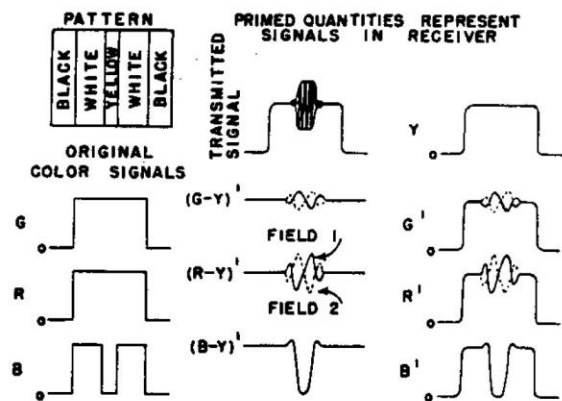 PATTERN
BLACK
WHITE
YELLOW
WHITE
BLACK
PRIMED QUANTITIES REPRESENT
SIGNALS IN RECEIVER
TRANSMITTED
SIGNAL
Y
O
ORIGINAL
COLOR SIGNALS
G
O
(G-Y)'
G'
O
FIELD 1
R
O
(R-Y)'
R'
O
FIELD 2
B
O
(B-Y)'
B'
O